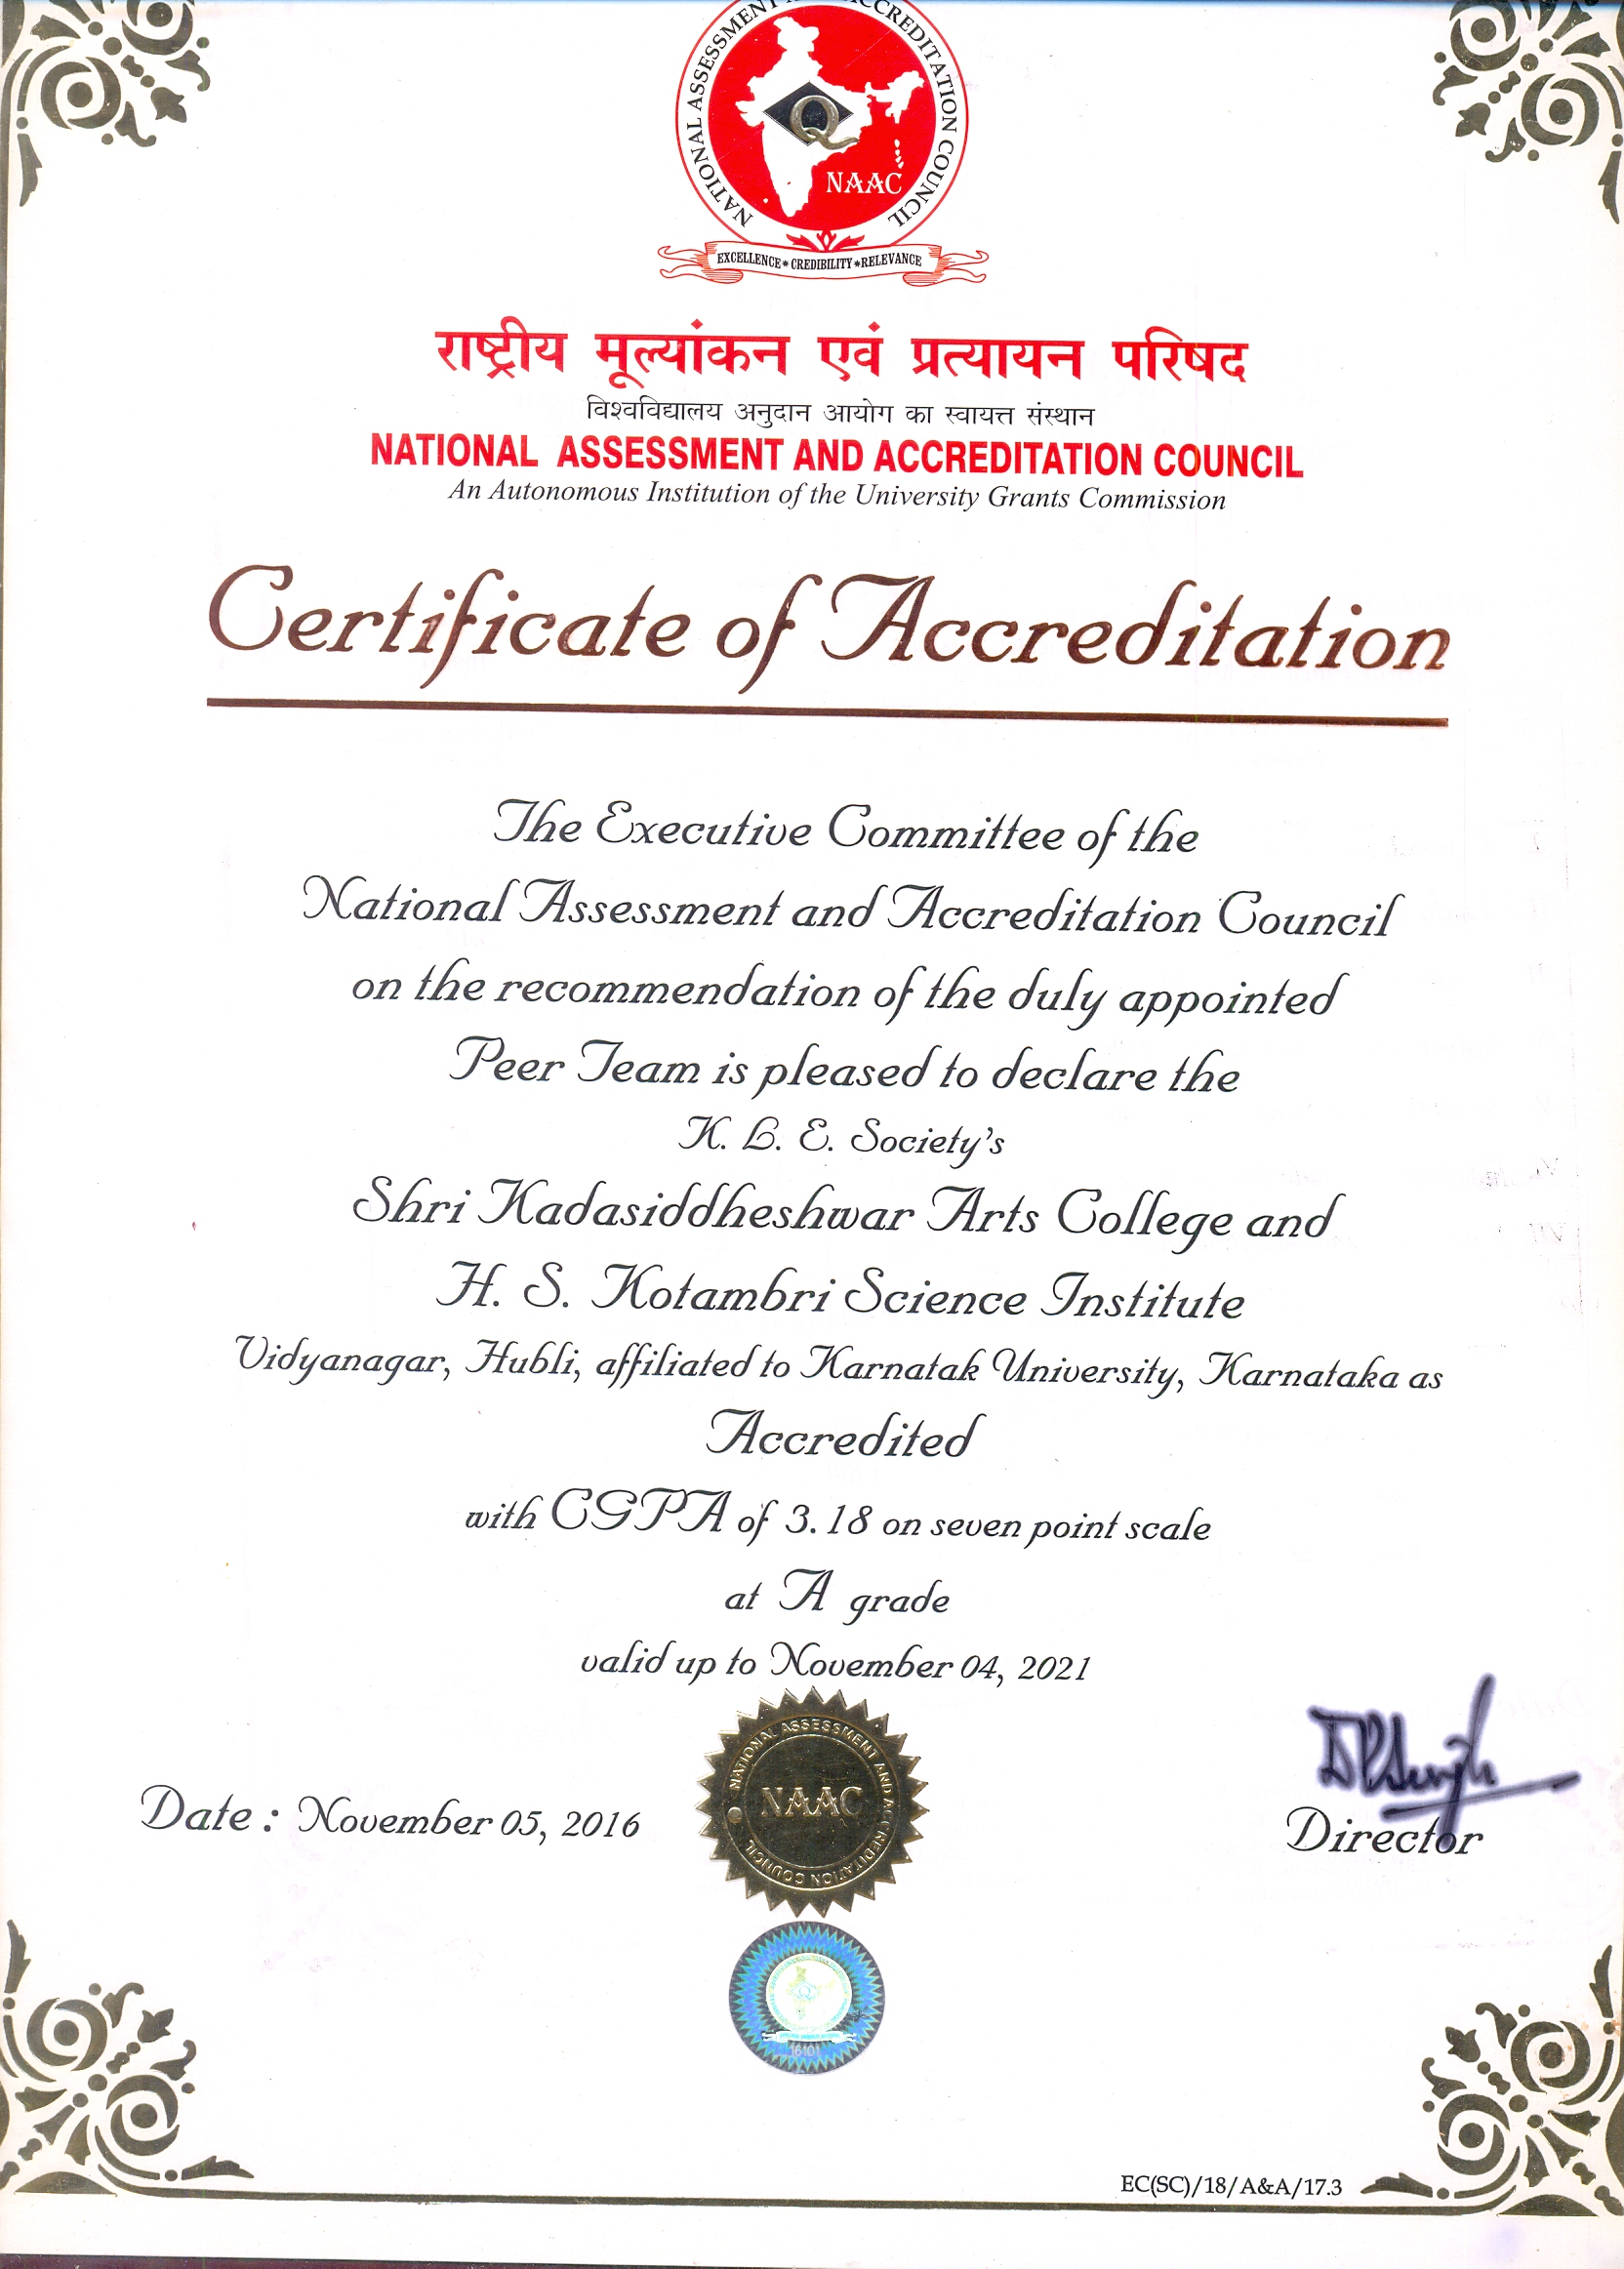 NATIONAL ASSESSMENT ACCREDITATION COUNCIL
NAAC
EXCELLENCE * CREDIBILITY * RELEVANCE
राष्ट्रीय मूल्यांकन एवं प्रत्यायन परिषद
विश्वविद्यालय अनुदान आयोग का स्वायत्त संस्थान
NATIONAL ASSESSMENT AND ACCREDITATION COUNCIL
An Autonomous Institution of the University Grants Commission
Certificate of Accreditation
The Executive Committee of the
National Assessment and Accreditation Council
on the recommendation of the duly appointed
Peer Team is pleased to declare the
K. L. E. Society's
Shri Kadasiddheshwar Arts College and
H. S. Kotambri Science Institute
Vidyanagar, Hubli, affiliated to Karnatak University, Karnataka as
Accredited
with CGPA of 3.18 on seven point scale
at A grade
valid up to November 04, 2021
NATIONAL ASSESSMENT AND ACCREDITATION COUNCIL
NAAC
Date : November 05, 2016
Director
16101
EC(SC)/18/A&A/17.3